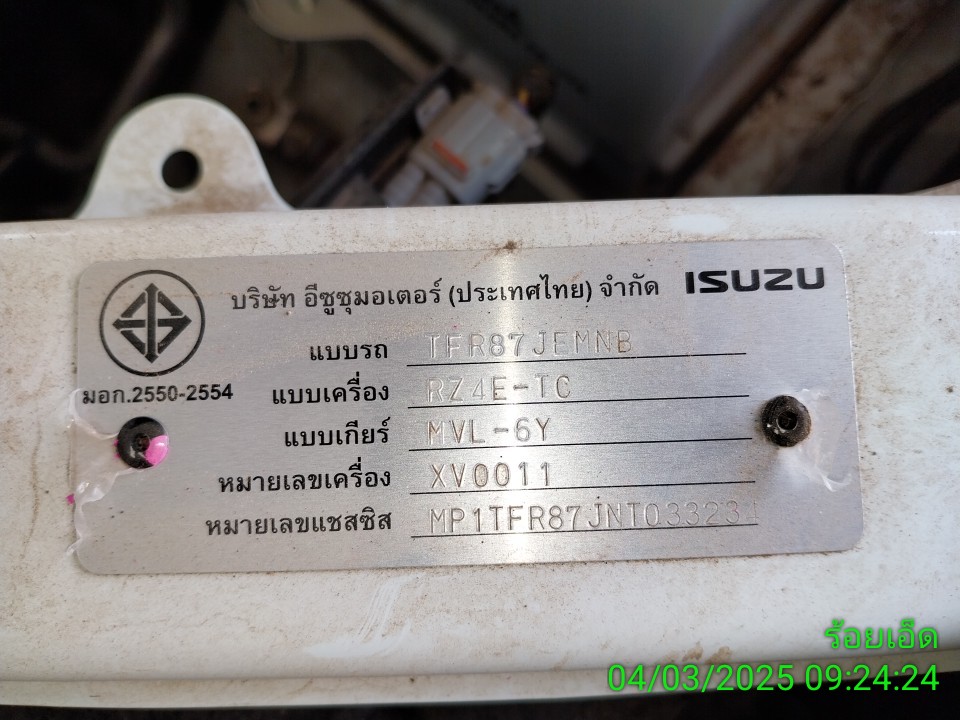 บริษัท อีซูซุมอเตอร์ (ประเทศไทย) จำกัด ISUZU
แบบรถ TFR87JEMNB
มอก.2550-2554
แบบเครื่อง RZ4E-TC
แบบเกียร์ MVL-6Y
หมายเลขเครื่อง XV0011
หมายเลขแชสซิส MP1TFR87JNT033231
ร้อยเอ็ด
04/03/2025 09:24:24